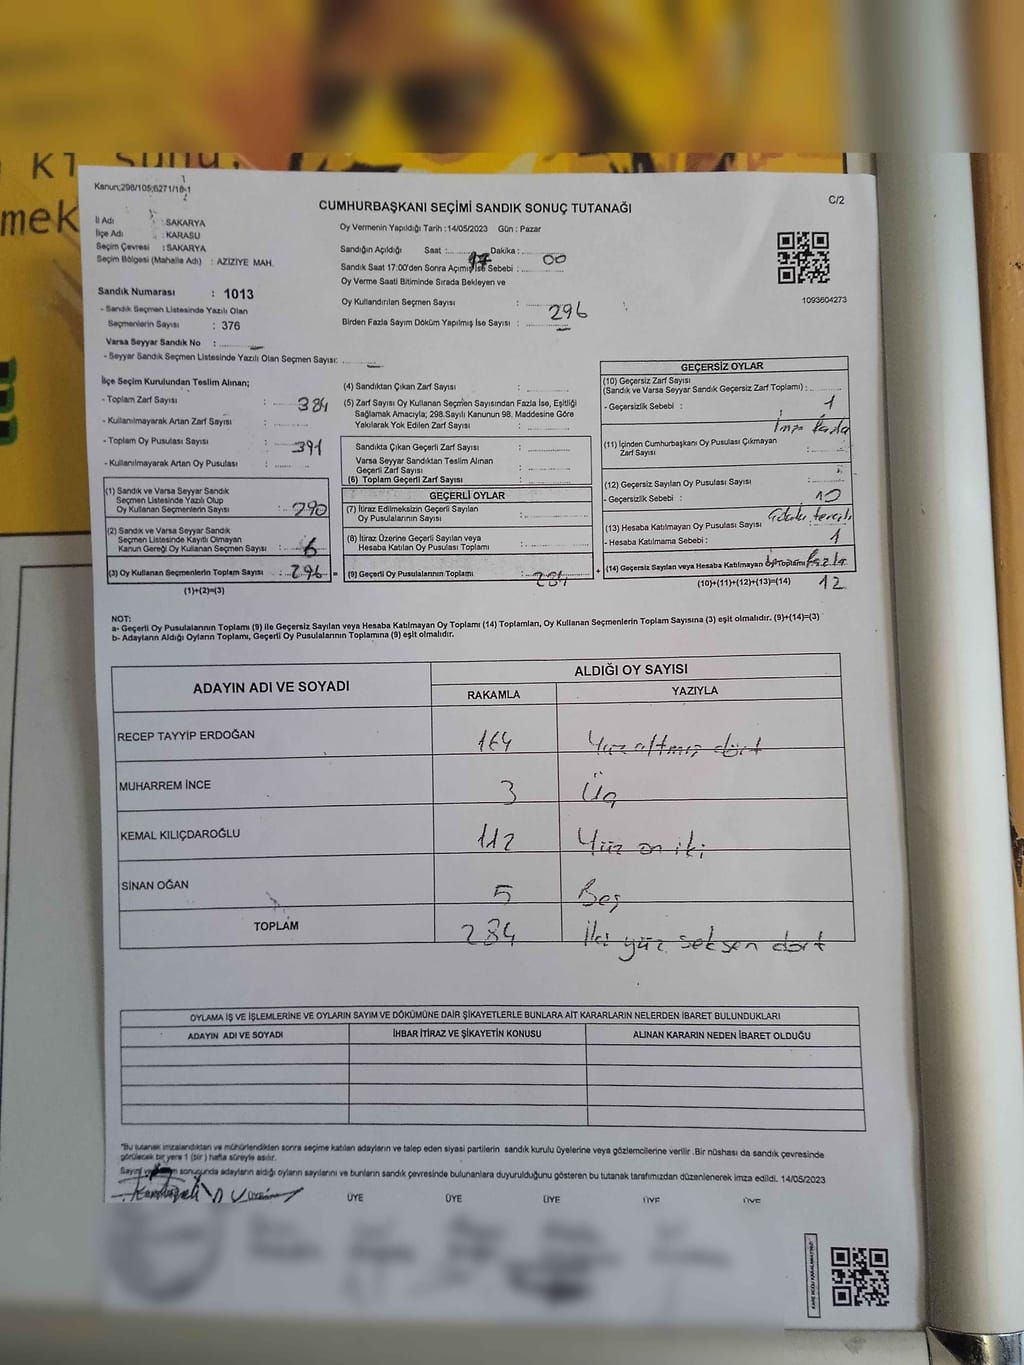 KI sunu.
mek
Kanun;298/105;6271/18-1
CUMHURBAŞKANI SEÇİMİ SANDIK SONUÇ TUTANAĞI
C/2
İl Adı : SAKARYA
İlçe Adı : KARASU
Seçim Çevresi : SAKARYA
Seçim Bölgesi (Mahalle Adı) : AZİZİYE MAH.
Oy Vermenin Yapıldığı Tarih :14/05/2023 Gün : Pazar
Sandığın Açıldığı Saat :........ Dakika :........
17 00
Sandık Saat 17:00'den Sonra Açılmış İse Sebebi :
Oy Verme Saati Bitiminde Sırada Bekleyen ve
Oy Kullandırılan Seçmen Sayısı : 296
Birden Fazla Sayım Döküm Yapılmış İse Sayısı :
1093604273
Sandık Numarası : 1013
- Sandık Seçmen Listesinde Yazılı Olan
Seçmenlerin Sayısı : 376
Varsa Seyyar Sandık No :
- Seyyar Sandık Seçmen Listesinde Yazılı Olan Seçmen Sayısı:
İlçe Seçim Kurulundan Teslim Alınan;
- Toplam Zarf Sayısı : 384
- Kullanılmayarak Artan Zarf Sayısı :
- Toplam Oy Pusulası Sayısı : 391
- Kullanılmayarak Artan Oy Pusulası :
(1) Sandık ve Varsa Seyyar Sandık
Seçmen Listesinde Yazılı Olup
Oy Kullanan Seçmenlerin Sayısı : 290
(2) Sandık ve Varsa Seyyar Sandık
Seçmen Listesinde Kayıtlı Olmayan
Kanun Gereği Oy Kullanan Seçmen Sayısı : 6
(3) Oy Kullanan Seçmenlerin Toplam Sayısı : 296 =
(1)+(2)=(3)
(4) Sandıktan Çıkan Zarf Sayısı :
(5) Zarf Sayısı Oy Kullanan Seçmen Sayısından Fazla İse, Eşitliği
Sağlamak Amacıyla; 298.Sayılı Kanunun 98. Maddesine Göre
Yakılarak Yok Edilen Zarf Sayısı :
Sandıkta Çıkan Geçerli Zarf Sayısı :
Varsa Seyyar Sandıktan Teslim Alınan
Geçerli Zarf Sayısı :
(6) Toplam Geçerli Zarf Sayısı :
GEÇERLİ OYLAR
(7) İtiraz Edilmeksizin Geçerli Sayılan
Oy Pusulalarının Sayısı :
(8) İtiraz Üzerine Geçerli Sayılan veya
Hesaba Katılan Oy Pusulası Toplamı :
(9) Geçerli Oy Pusulalarının Toplamı : 284 +
GEÇERSİZ OYLAR
(10) Geçersiz Zarf Sayısı
(Sandık ve Varsa Seyyar Sandık Geçersiz Zarf Toplamı) :
- Geçersizlik Sebebi : 1
İmza fazla
(11) İçinden Cumhurbaşkanı Oy Pusulası Çıkmayan
Zarf Sayısı :
(12) Geçersiz Sayılan Oy Pusulası Sayısı :
- Geçersizlik Sebebi : 10
(13) Hesaba Katılmayan Oy Pusulası Sayısı
- Hesaba Katılmama Sebebi : 1
(14) Geçersiz Sayılan veya Hesaba Katılmayan Oy Toplamı fazla
(10)+(11)+(12)+(13)=(14) 12
NOT:
a- Geçerli Oy Pusulalarının Toplamı (9) ile Geçersiz Sayılan veya Hesaba Katılmayan Oy Toplamı (14) Toplamları, Oy Kullanan Seçmenlerin Toplam Sayısına (3) eşit olmalıdır. (9)+(14)=(3)
b- Adayların Aldığı Oyların Toplamı, Geçerli Oy Pusulalarının Toplamına (9) eşit olmalıdır.
ADAYIN ADI VE SOYADI
ALDIĞI OY SAYISI
RAKAMLA YAZIYLA
RECEP TAYYİP ERDOĞAN 164 Yüz altmış dört
MUHARREM İNCE 3 Üç
KEMAL KILIÇDAROĞLU 112 Yüz on iki
SİNAN OĞAN 5 Beş
TOPLAM 284 İki yüz seksen dört
OYLAMA İŞ VE İŞLEMLERİNE VE OYLARIN SAYIM VE DÖKÜMÜNE DAİR ŞİKAYETLERLE BUNLARA AİT KARARLARIN NELERDEN İBARET BULUNDUKLARI
ADAYIN ADI VE SOYADI İHBAR İTİRAZ VE ŞİKAYETİN KONUSU ALINAN KARARIN NEDEN İBARET OLDUĞU
"Bu tutanak imzalandıktan ve mühürlendikten sonra seçime katılan adayların ve talep eden siyasi partilerin sandık kurulu üyelerine veya gözlemcilerine verilir .Bir nüshası da sandık çevresinde
görülecek bir yere 1 (bir ) hafta süreyle asılır.
Sayım ve sonucunda adayların aldığı oyların sayılarını ve bunların sandık çevresinde bulunanlara duyurulduğunu gösteren bu tutanak tarafımızdan düzenlenerek imza edildi. 14/05/2023
ÜYE ÜYE ÜYE ÜYE ÜYE